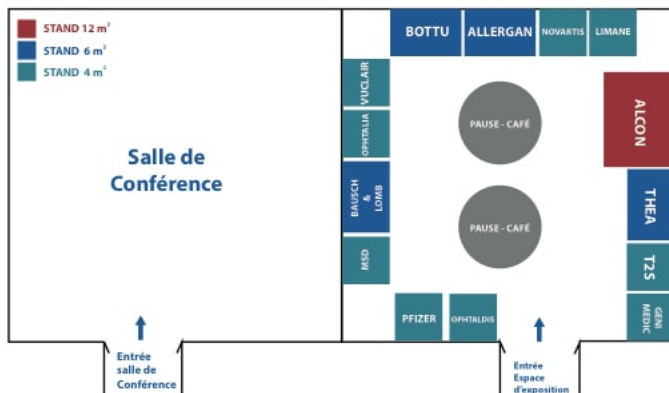 STAND 12 m²
STAND 6 m²
STAND 4 m²
Salle de
Conférence
Entrée
salle de
Conférence
BOTTU
ALLERGAN
NOVARTIS
LIMANE
VUCLAIR
OPHTALIA
BAUSCH
&
LOMB
MSD
PAUSE - CAFÉ
PAUSE - CAFÉ
ALCON
THEA
T2S
GENI
MEDIC
PFIZER
OPHTALDIS
Entrée
Espace
d'exposition